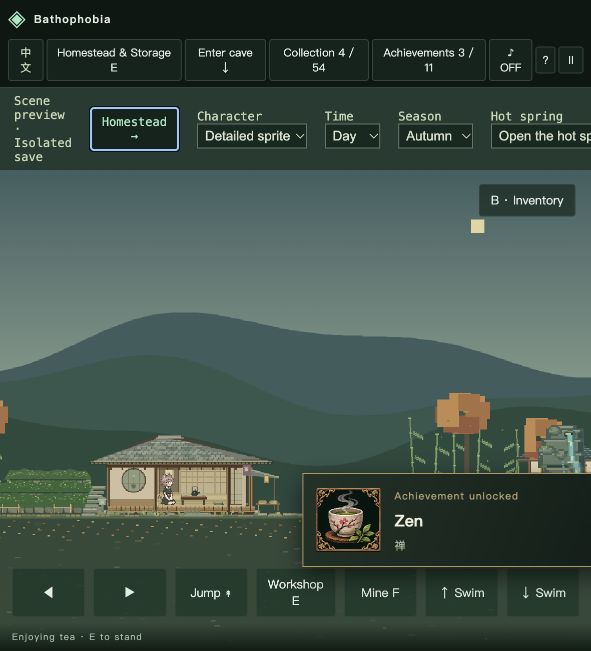 Bathophobia
中
文
Homestead & Storage
E
Enter cave
↓
Collection 4 /
54
Achievements 3 /
11
♪
OFF
?
II
Scene
preview
·
Isolated
save
Homestead
→
Character
Detailed sprite
Time
Day
Season
Autumn
Hot spring
Open the hot sp
B · Inventory
Achievement unlocked
Zen
禅
◀
▶
Jump ↟
Workshop
E
Mine F
↑ Swim
↓ Swim
Enjoying tea · E to stand